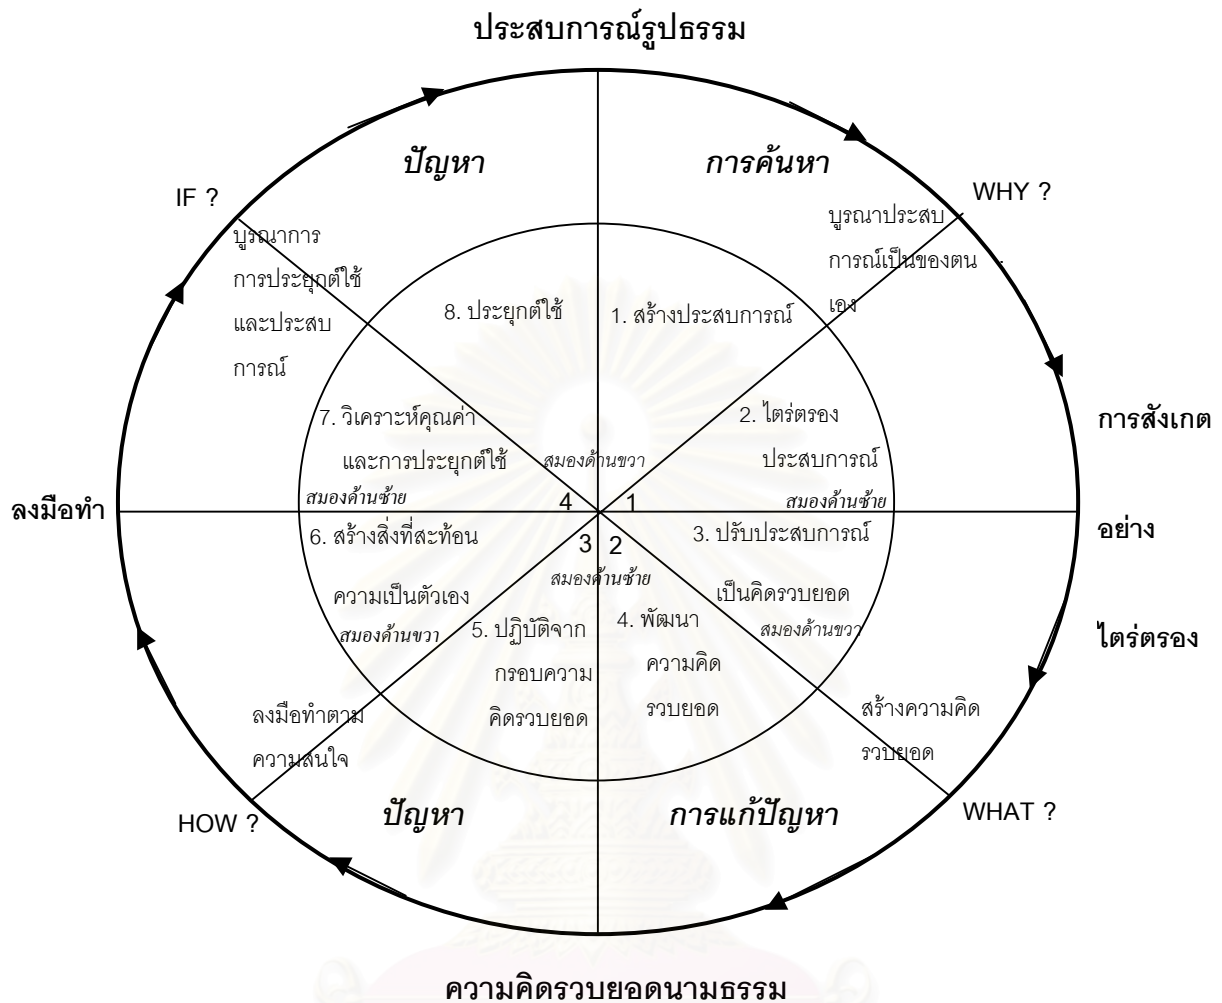 ประสบการณ์รูปธรรม
ปัญหา
การค้นหา
IF ?
WHY ?
บูรณาการ
การประยุกต์ใช้
และประสบ
การณ์
บูรณาประสบ
การณ์เป็นของตน
เอง
8. ประยุกต์ใช้
1. สร้างประสบการณ์
7. วิเคราะห์คุณค่า
และการประยุกต์ใช้
สมองด้านซ้าย
สมองด้านขวา
2. ไตร่ตรอง
ประสบการณ์
สมองด้านซ้าย
การสังเกต
อย่าง
ไตร่ตรอง
ลงมือทำ
4
1
3
2
6. สร้างสิ่งที่สะท้อน
ความเป็นตัวเอง
สมองด้านขวา
สมองด้านซ้าย
3. ปรับประสบการณ์
เป็นคิดรวบยอด
สมองด้านขวา
5. ปฏิบัติจาก
กรอบความ
คิดรวบยอด
4. พัฒนา
ความคิด
รวบยอด
ลงมือทำตาม
ความสนใจ
สร้างความคิด
รวบยอด
HOW ?
ปัญหา
การแก้ปัญหา
WHAT ?
ความคิดรวบยอดนามธรรม